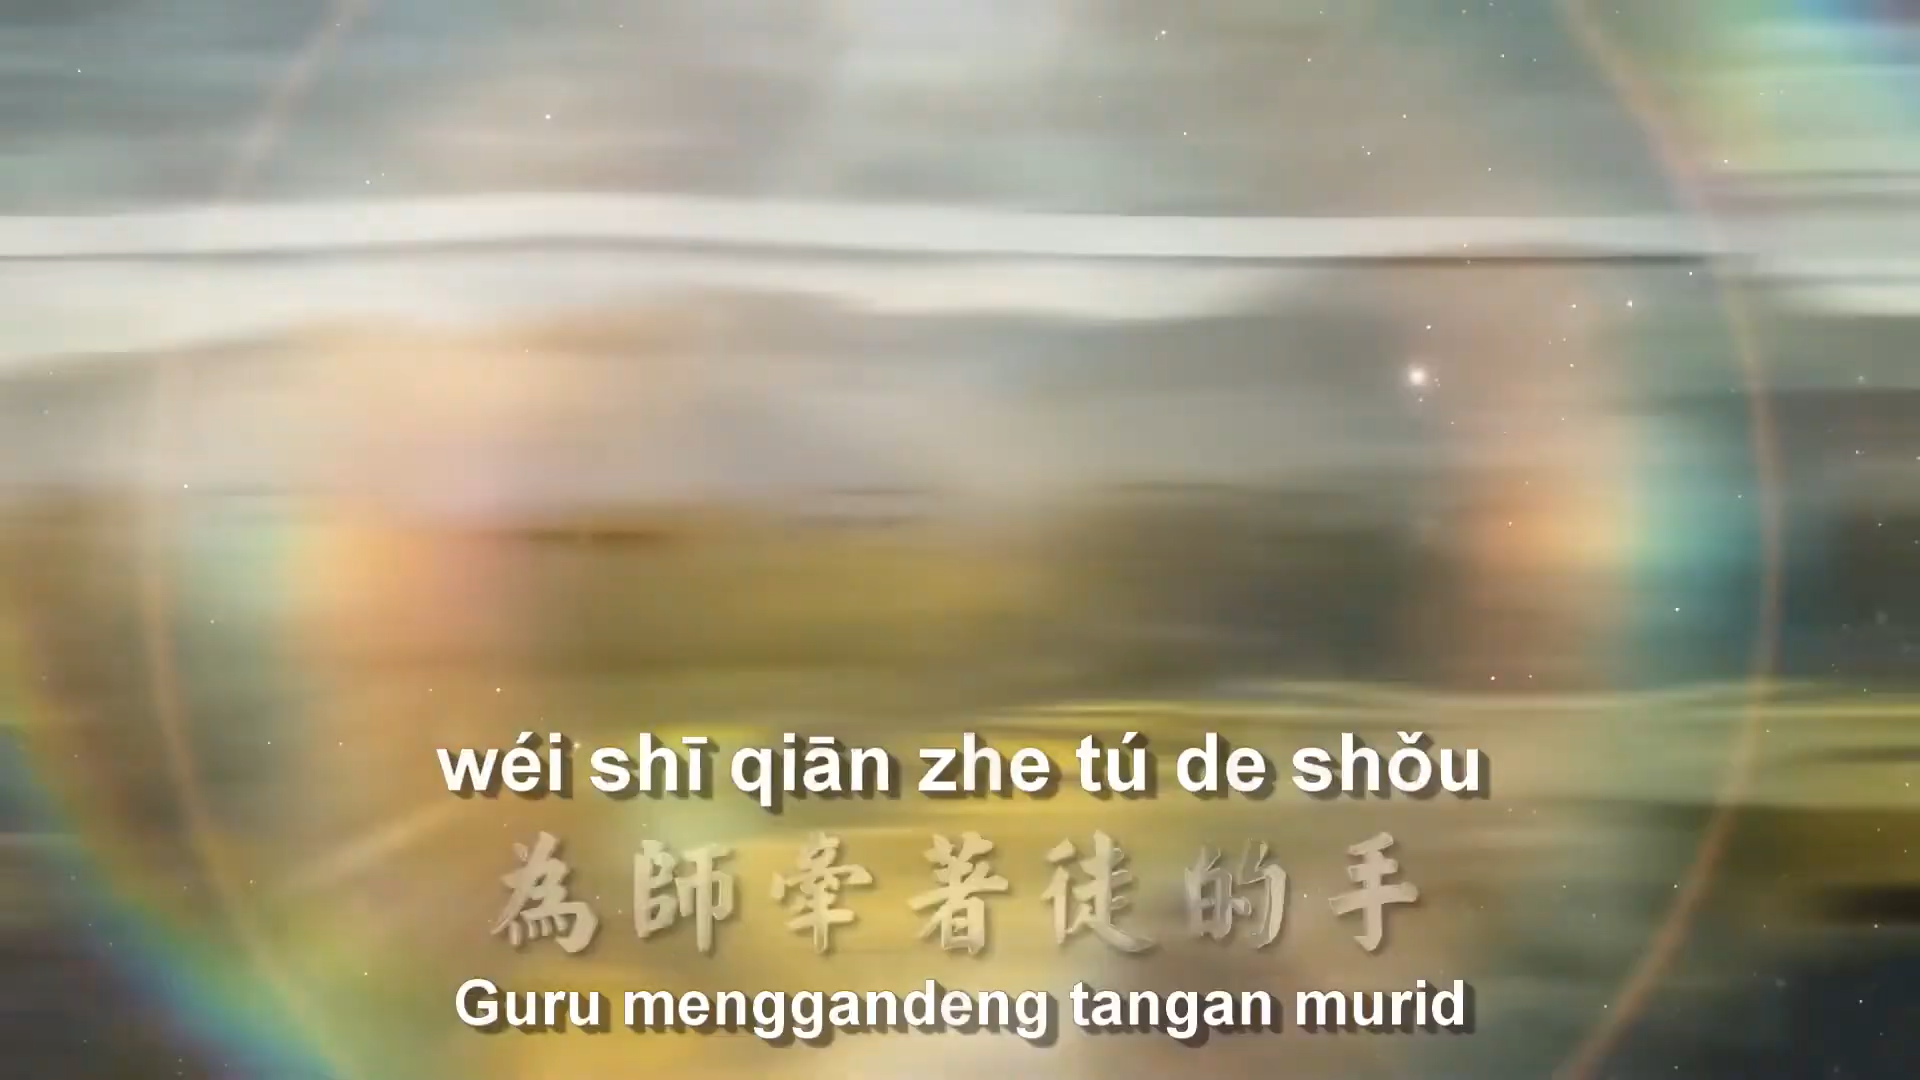 wéi shī qiān zhe tú de shǒu
為師牽著徒的手
Guru menggandeng tangan murid